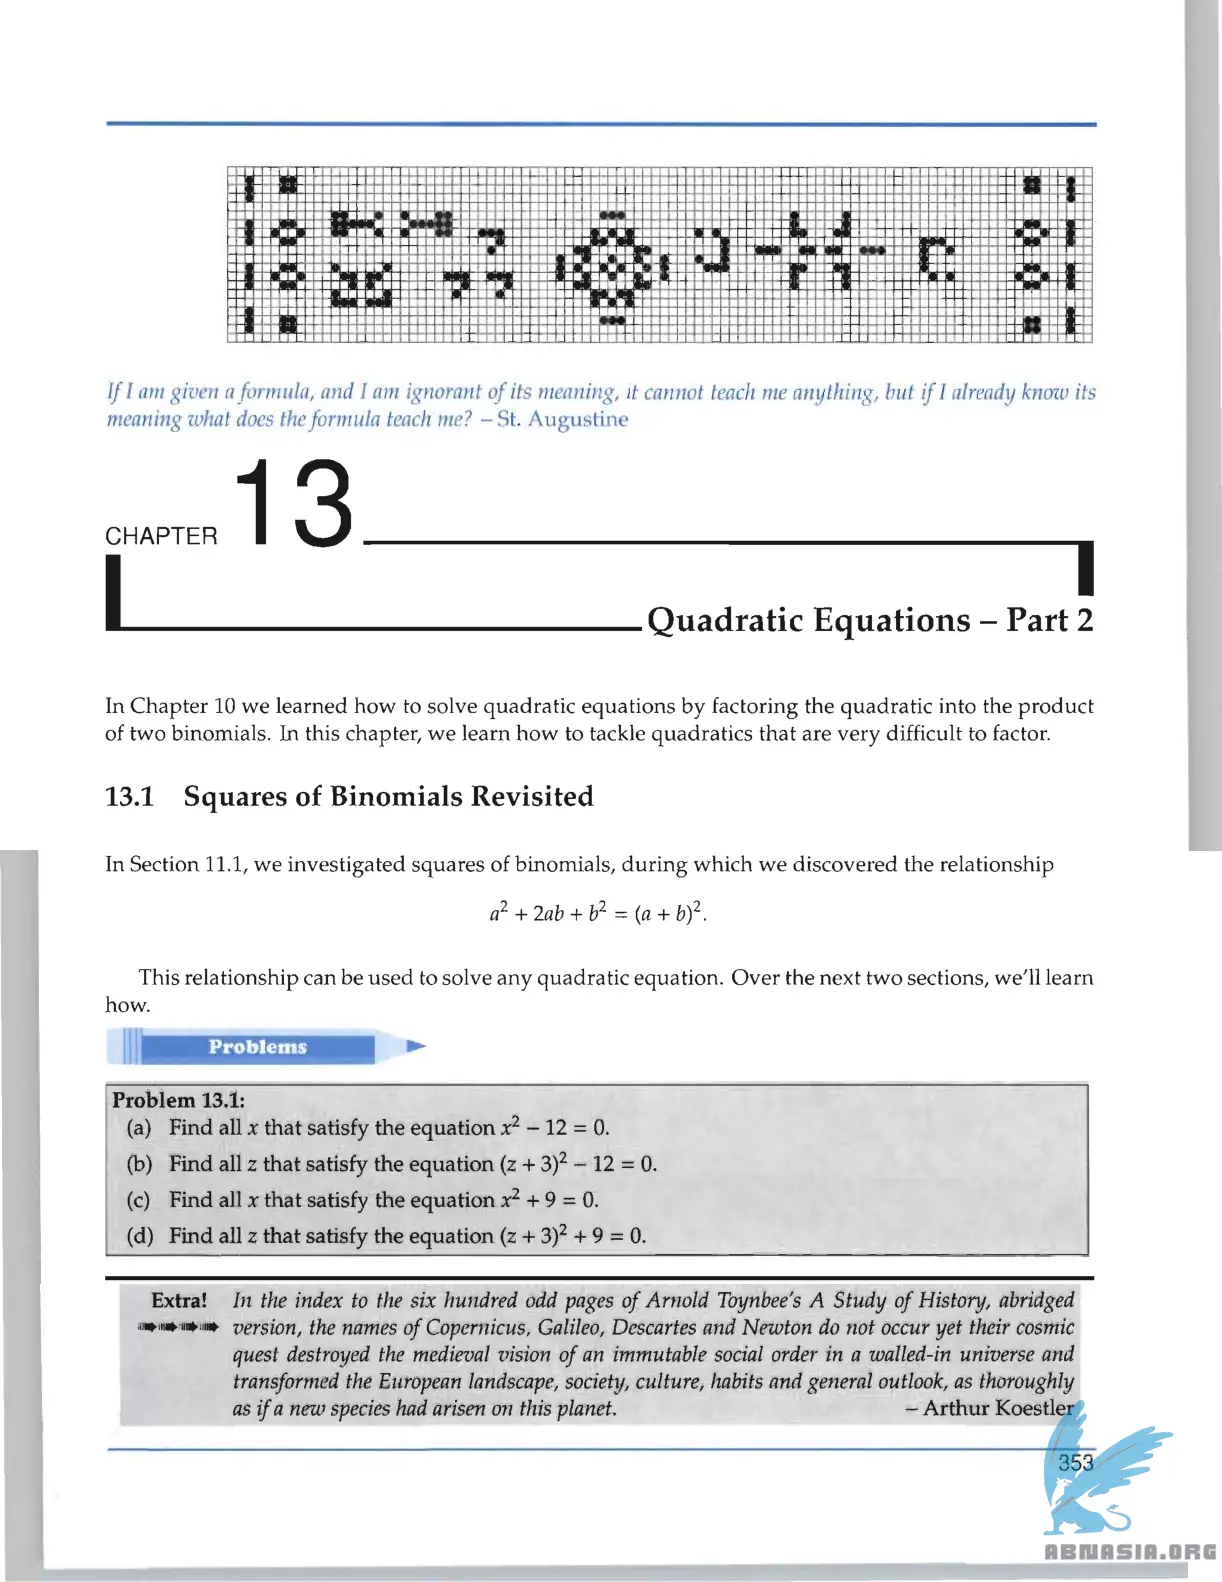 If I am given a formula, and I am ignorant of its meaning, it cannot teach me anything, but if I already know its
meaning what does the formula teach me? – St. Augustine
CHAPTER 13
Quadratic Equations – Part 2
In Chapter 10 we learned how to solve quadratic equations by factoring the quadratic into the product
of two binomials. In this chapter, we learn how to tackle quadratics that are very difficult to factor.
13.1 Squares of Binomials Revisited
In Section 11.1, we investigated squares of binomials, during which we discovered the relationship
a² + 2ab + b² = (a + b)².
This relationship can be used to solve any quadratic equation. Over the next two sections, we'll learn
how.
Problems
Problem 13.1:
(a) Find all x that satisfy the equation x² – 12 = 0.
(b) Find all z that satisfy the equation (z + 3)² – 12 = 0.
(c) Find all x that satisfy the equation x² + 9 = 0.
(d) Find all z that satisfy the equation (z + 3)² + 9 = 0.
Extra! In the index to the six hundred odd pages of Arnold Toynbee's A Study of History, abridged
version, the names of Copernicus, Galileo, Descartes and Newton do not occur yet their cosmic
quest destroyed the medieval vision of an immutable social order in a walled-in universe and
transformed the European landscape, society, culture, habits and general outlook, as thoroughly
as if a new species had arisen on this planet. – Arthur Koestler
353
ABNASIA.ORG